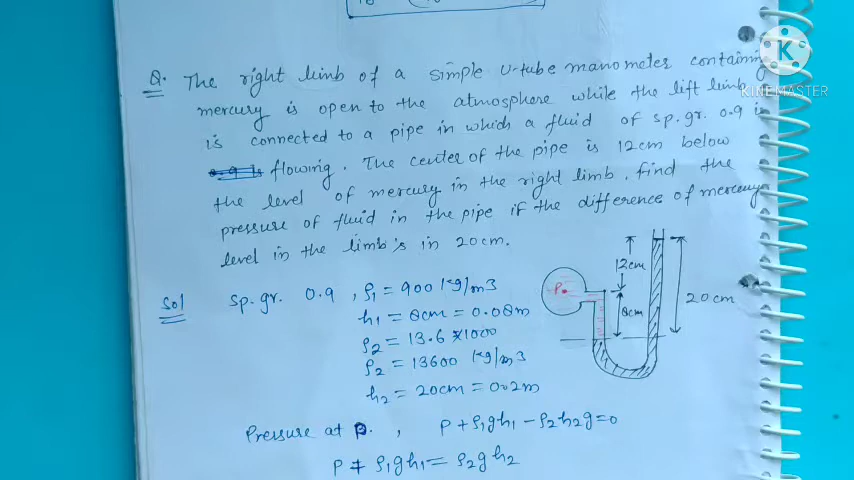 Q. The right limb of a simple U-tube manometer containing
mercury is open to the atmosphere while the lift limb
is connected to a pipe in which a fluid of sp.gr. 0.9 is
flowing. The center of the pipe is 12cm below
the level of mercury in the right limb. find the
pressure of fluid in the pipe if the difference of mercury
level in the limb's in 20cm.
Sol sp.gr. 0.9, ρ1 = 900 kg/m3
h1 = 8cm = 0.08m
ρ2 = 13.6 × 1000
ρ2 = 13600 kg/m3
h2 = 20cm = 0.2m
Pressure at P. , P + ρ1gh1 - ρ2h2g = 0
P + ρ1gh1 = ρ2gh2
P.
12cm
8cm
20cm
K
KINEMASTER